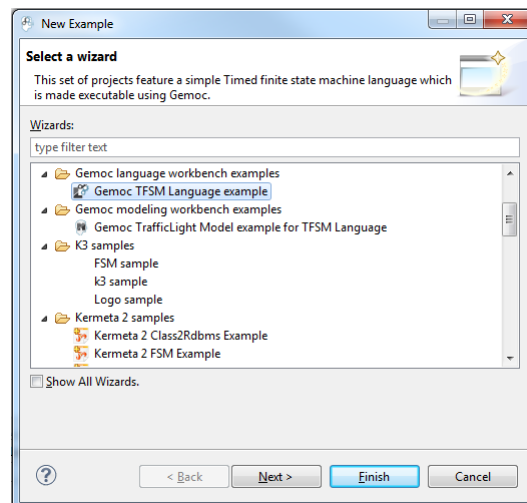 New Example
Select a wizard
This set of projects feature a simple Timed finite state machine language which
is made executable using Gemoc.
Wizards:
type filter text
Gemoc language workbench examples
Gemoc TFSM Language example
Gemoc modeling workbench examples
Gemoc TrafficLight Model example for TFSM Language
K3 samples
FSM sample
k3 sample
Logo sample
Kermeta 2 samples
Kermeta 2 Class2Rdbms Example
Kermeta 2 FSM Example
Show All Wizards.
< Back Next > Finish Cancel